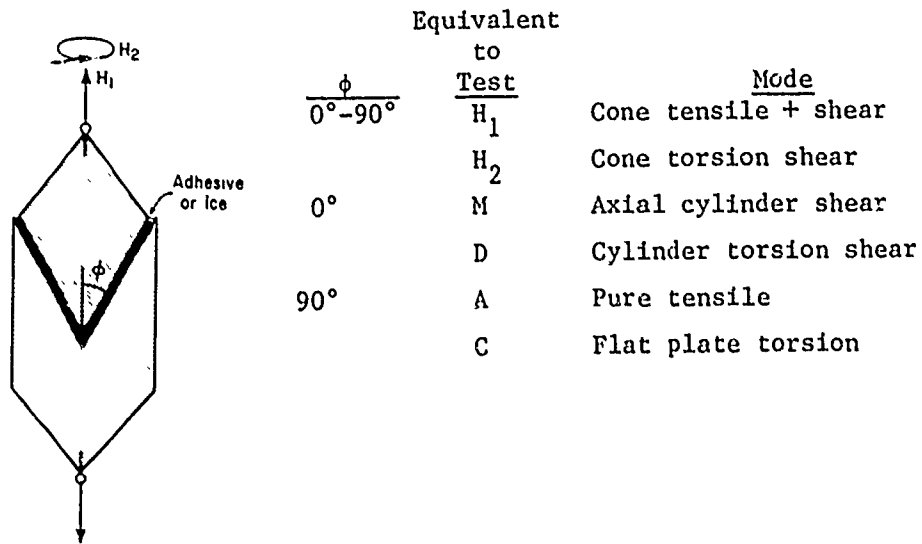 H2
H1
Adhesive
or Ice
ϕ
Equivalent
to
ϕ Test Mode
0°-90° H1 Cone tensile + shear
H2 Cone torsion shear
0° M Axial cylinder shear
D Cylinder torsion shear
90° A Pure tensile
C Flat plate torsion